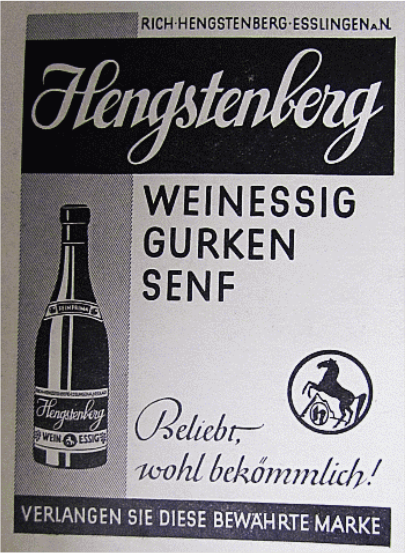 RICH·HENGSTENBERG·ESSLINGEN A.N.
Hengstenberg
WEINESSIG
GURKEN
SENF
Hengstenberg
WEIN ESSIG
h
Beliebt,
wohl bekömmlich!
VERLANGEN SIE DIESE BEWÄHRTE MARKE